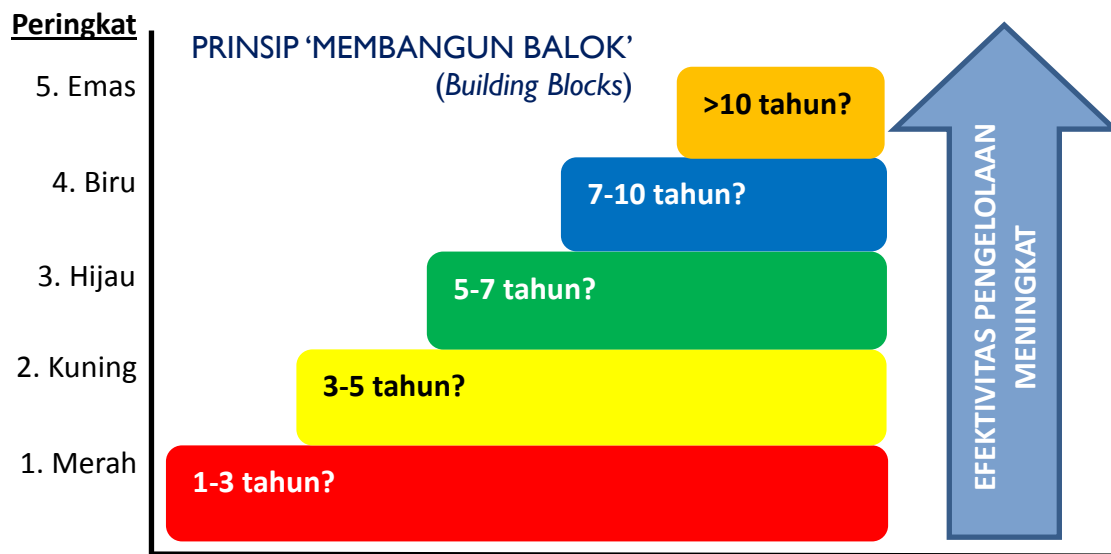 Peringkat
PRINSIP ‘MEMBANGUN BALOK’
(Building Blocks)
5. Emas
>10 tahun?
4. Biru
7-10 tahun?
3. Hijau
5-7 tahun?
2. Kuning
3-5 tahun?
1. Merah
1-3 tahun?
EFEKTIVITAS PENGELOLAAN
MENINGKAT